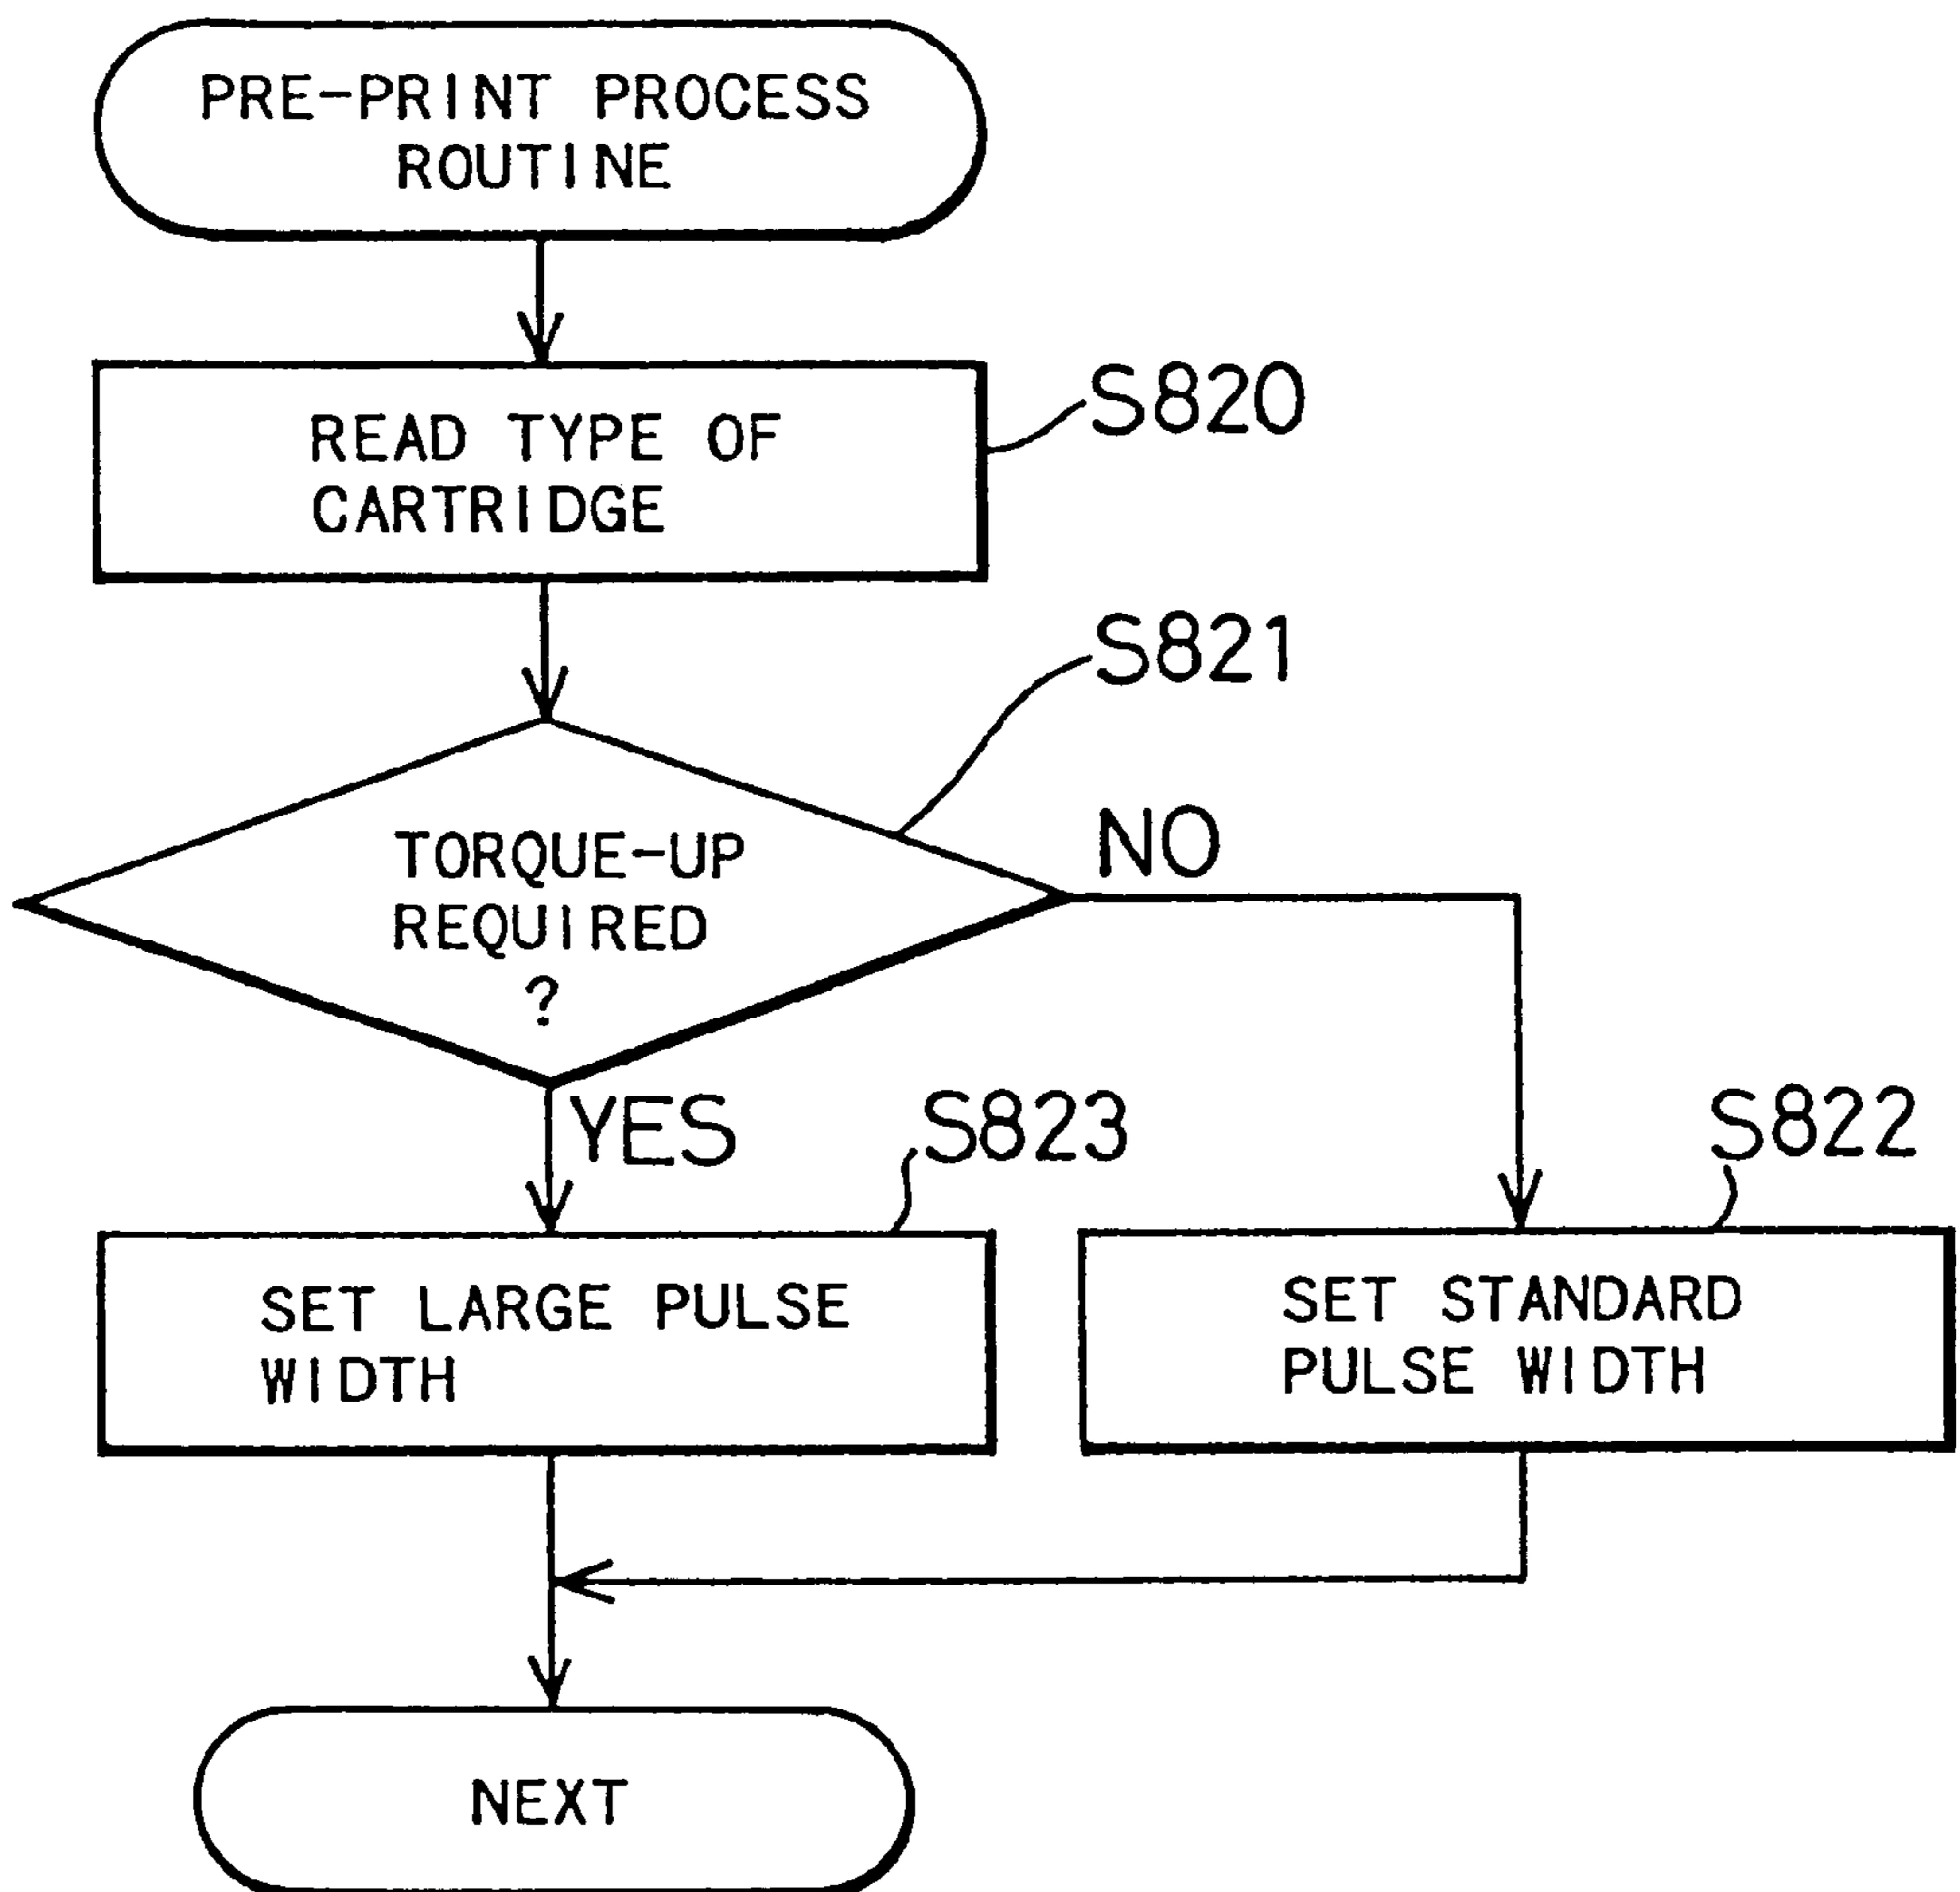 PRE-PRINT PROCESS
ROUTINE
READ TYPE OF
CARTRIDGE
S820
S821
TORQUE-UP
REQUIRED
?
NO
YES
S823
S822
SET LARGE PULSE
WIDTH
SET STANDARD
PULSE WIDTH
NEXT